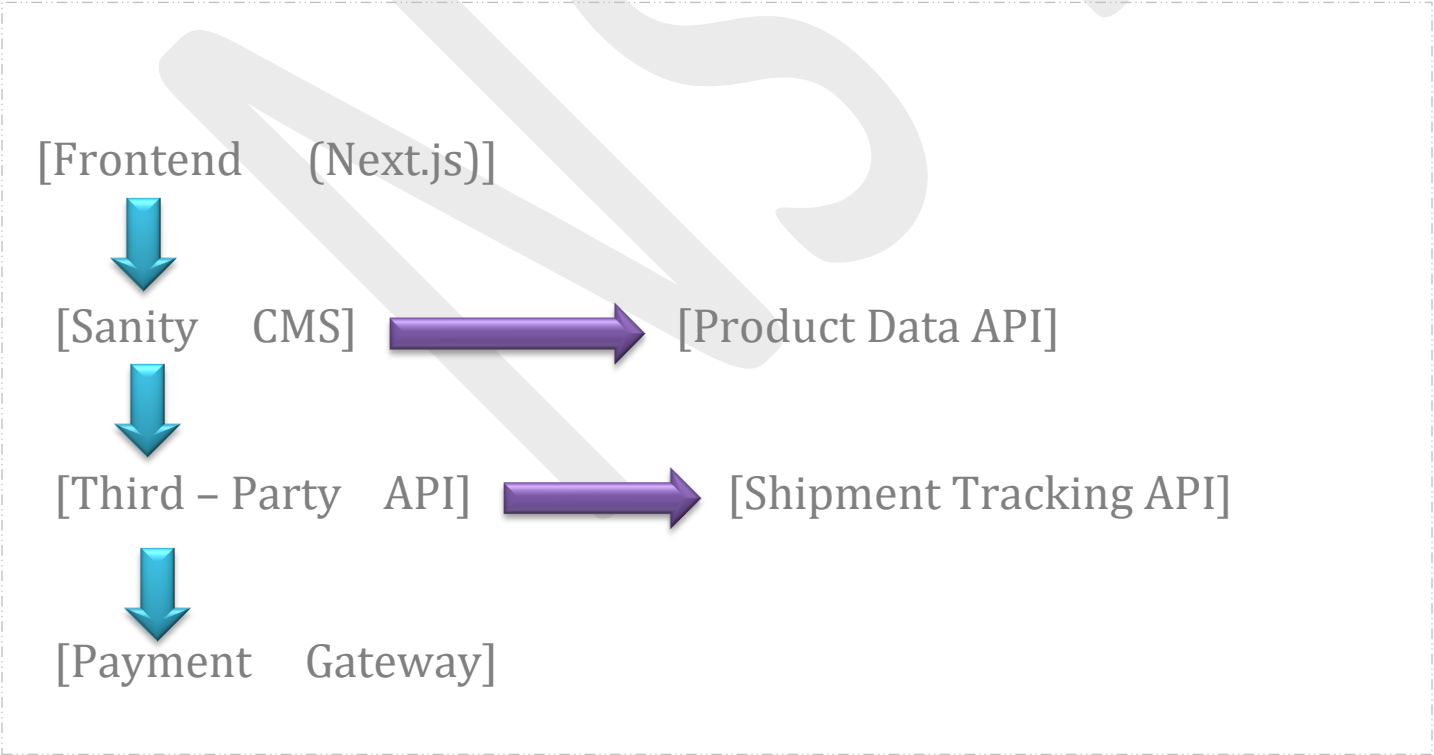 [Frontend (Next.js)]
[Sanity CMS] [Product Data API]
[Third – Party API] [Shipment Tracking API]
[Payment Gateway]